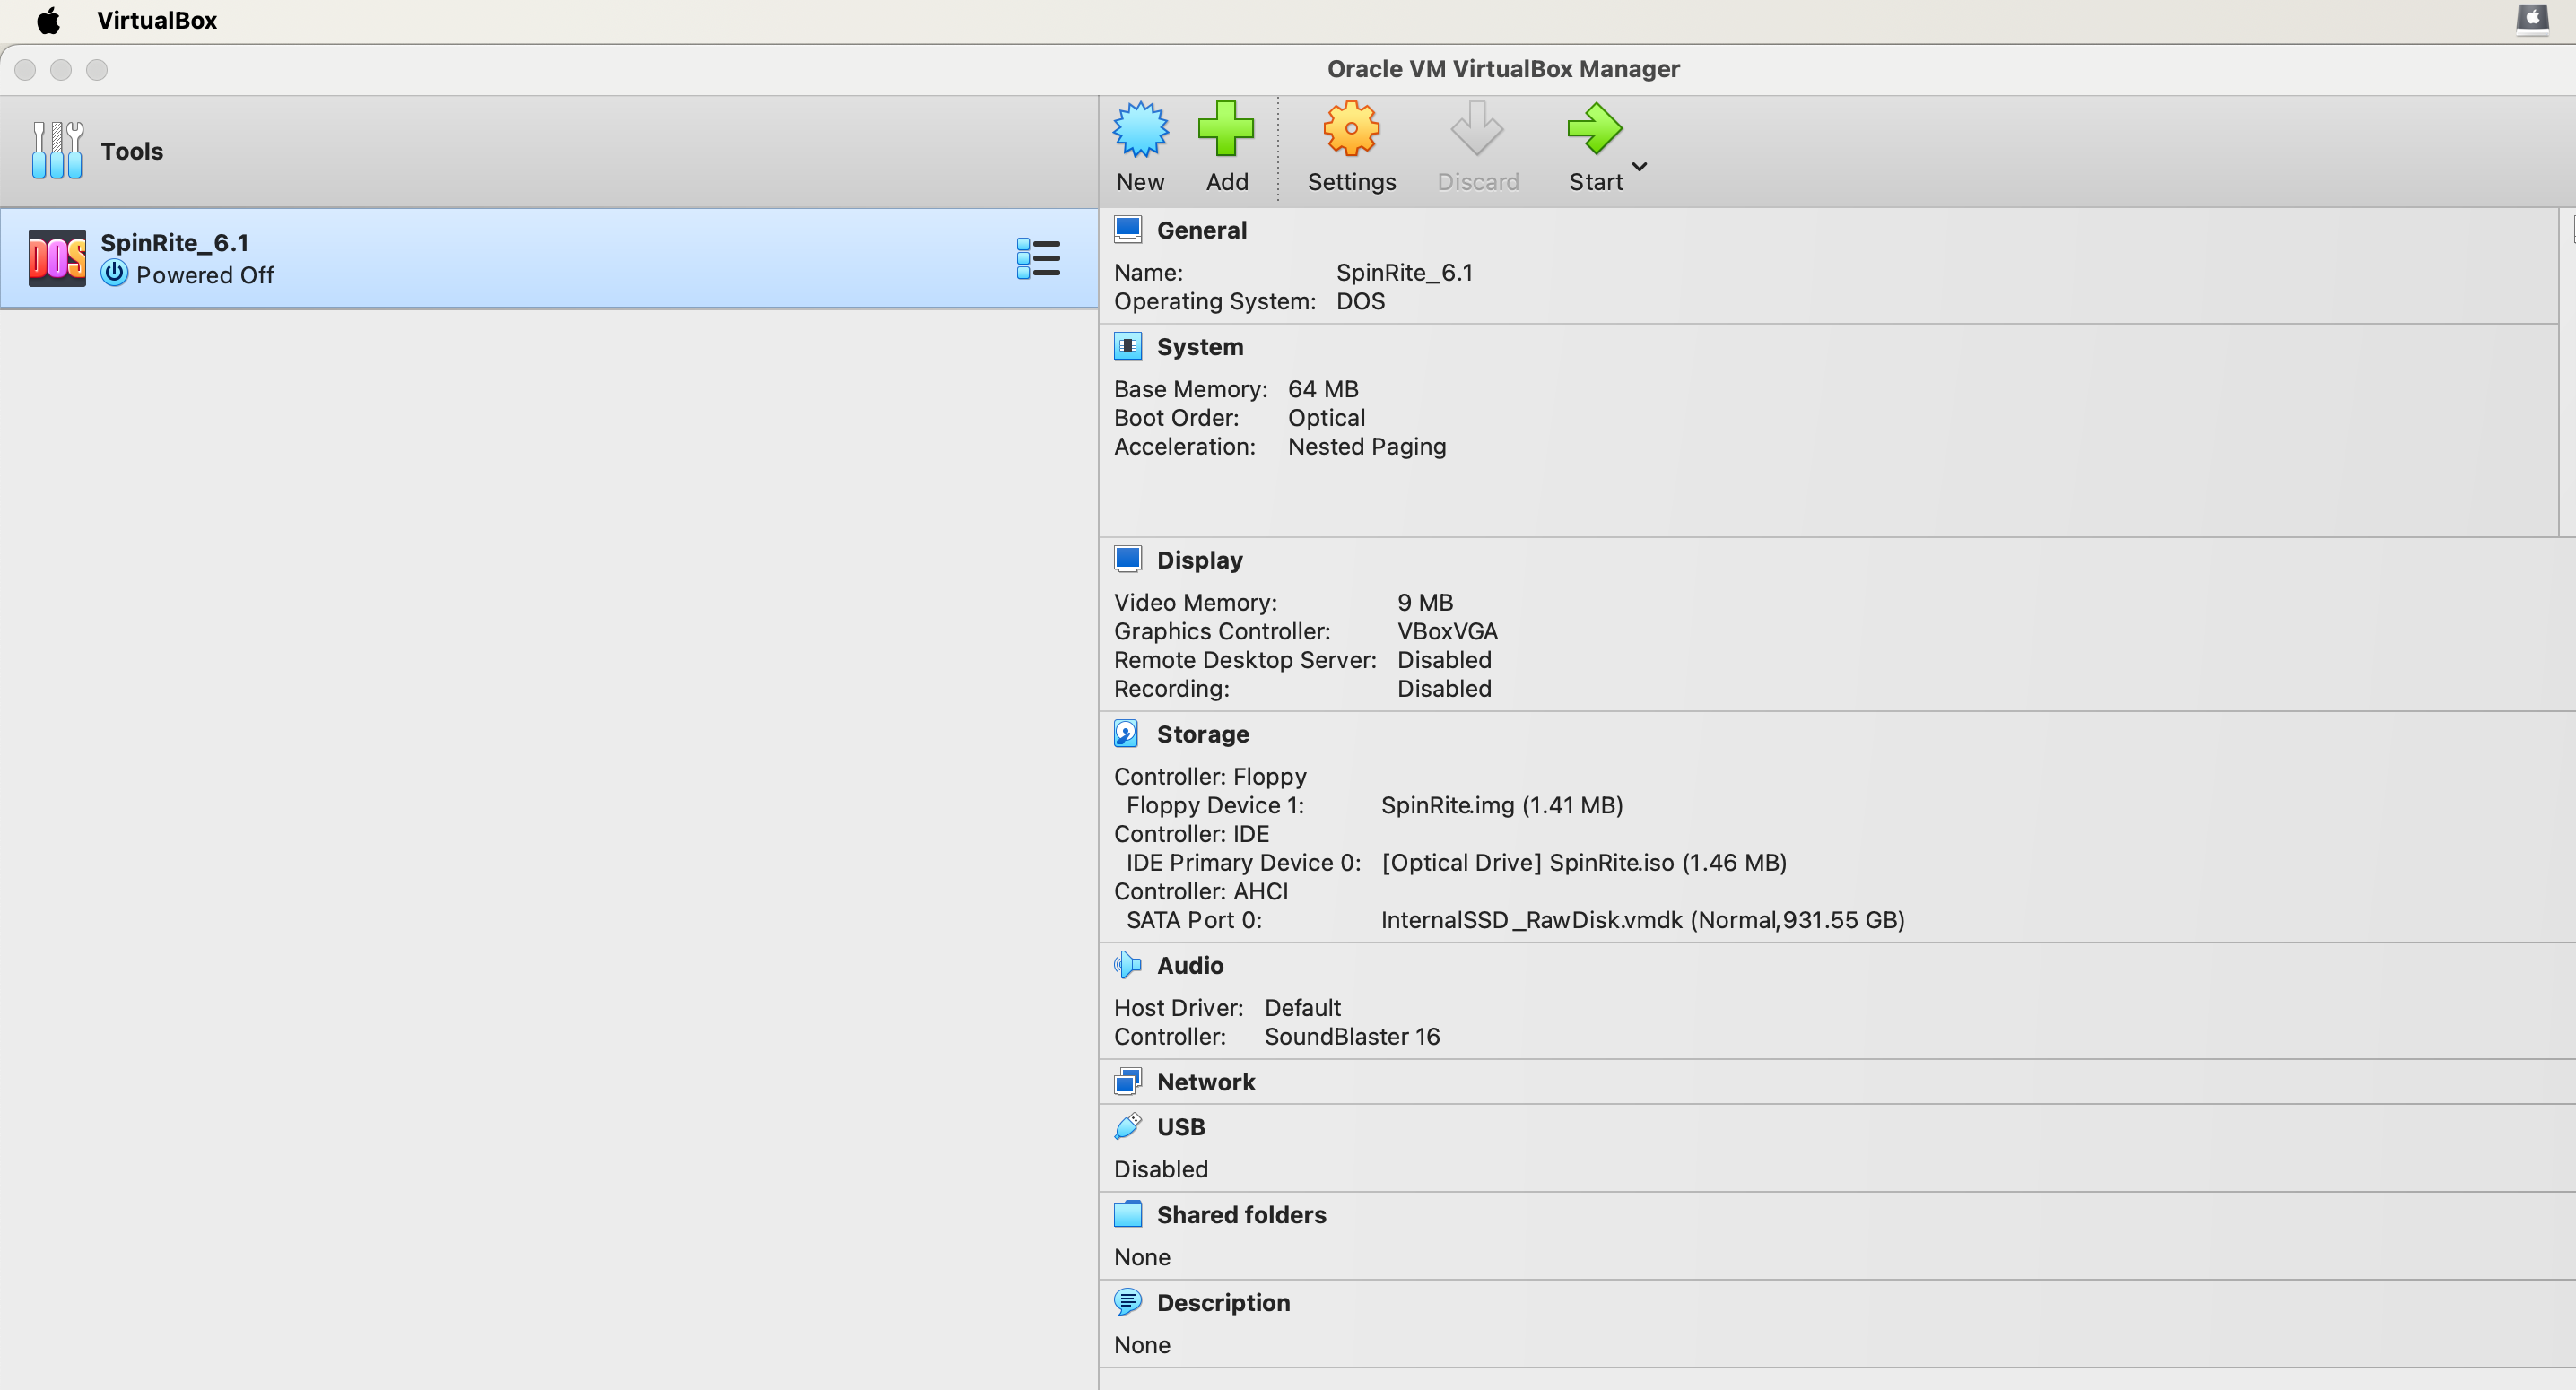 VirtualBox
Oracle VM VirtualBox Manager
Tools
New Add Settings Discard Start
DOS
SpinRite_6.1
Powered Off
General
Name: SpinRite_6.1
Operating System: DOS
System
Base Memory: 64 MB
Boot Order: Optical
Acceleration: Nested Paging
Display
Video Memory: 9 MB
Graphics Controller: VBoxVGA
Remote Desktop Server: Disabled
Recording: Disabled
Storage
Controller: Floppy
Floppy Device 1: SpinRite.img (1.41 MB)
Controller: IDE
IDE Primary Device 0: [Optical Drive] SpinRite.iso (1.46 MB)
Controller: AHCI
SATA Port 0: InternalSSD_RawDisk.vmdk (Normal,931.55 GB)
Audio
Host Driver: Default
Controller: SoundBlaster 16
Network
USB
Disabled
Shared folders
None
Description
None